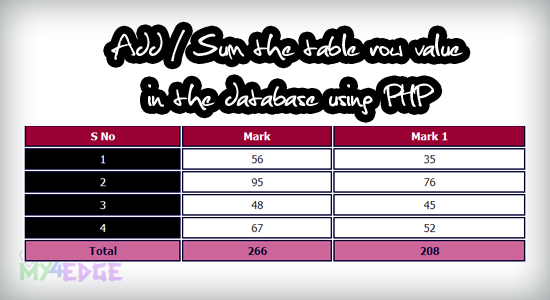 Add / Sum the table row value
in the database using PHP
S No Mark Mark 1
1 56 35
2 95 76
3 48 45
4 67 52
Total 266 208
MY4EDGE